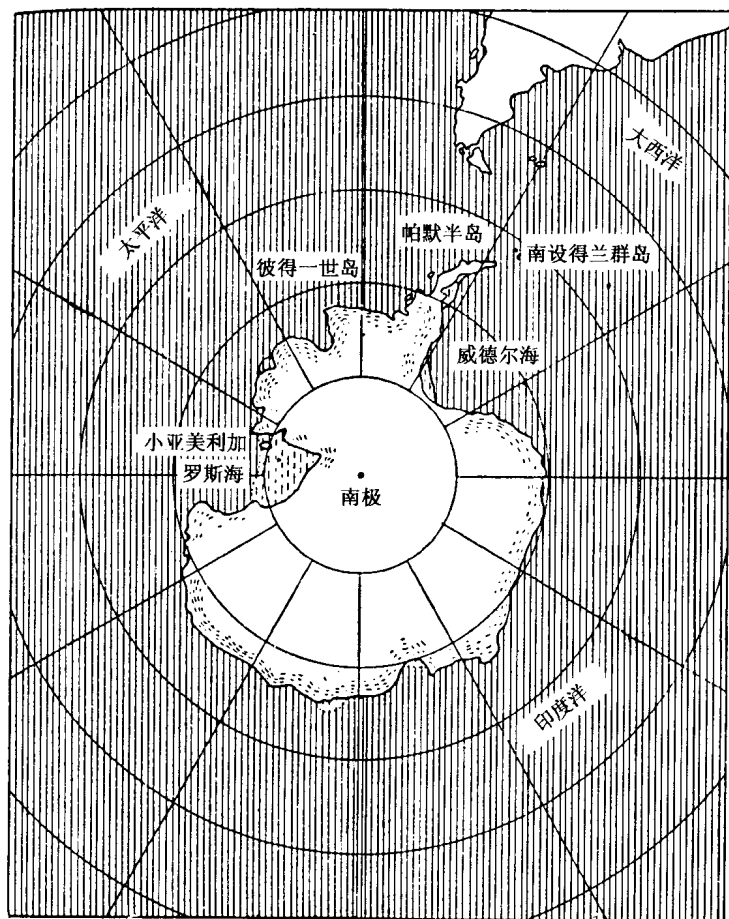 大西洋
太平洋
帕默半岛
彼得一世岛
南设得兰群岛
威德尔海
小亚美利加
罗斯海
南极
印度洋